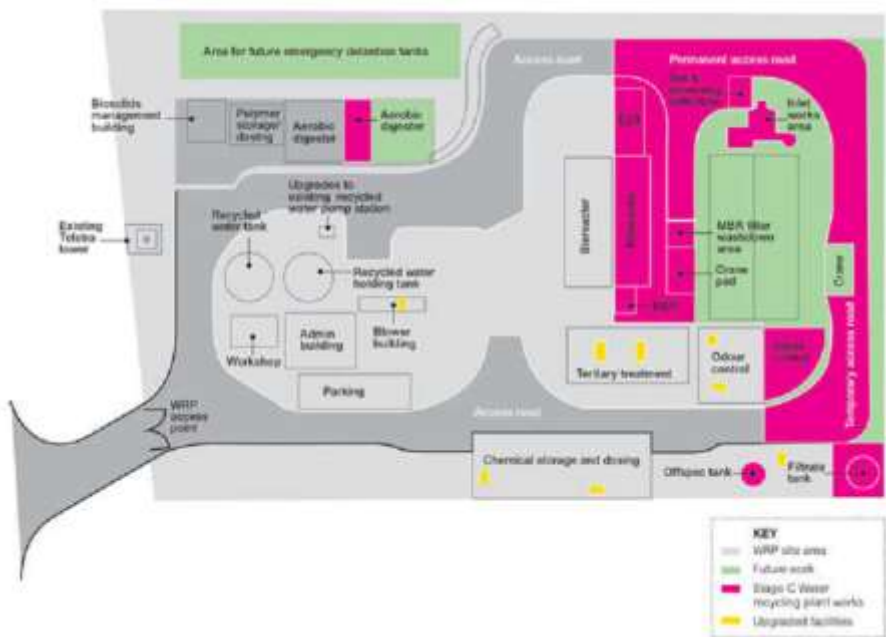 Area for future emergency detention tanks
Access road
Permanent access road
Biosolids
management
building
Polymer
storage/
dosing
Aerobic
digester
Aerobic
digester
Inlet
works
area
Upgrades to
existing recycled
water pump station
Existing
Telstra
tower
Recycled
water tank
Bioreactor
MBR filter
washdown
area
Crane
pad
Crane
Recycled water
holding tank
Blower
building
Admin
building
Workshop
Parking
Tertiary treatment
Odour
control
Temporary access road
WRP
access
point
Access road
Chemical storage and dosing
Offspec tank
Filtrate
tank
KEY
WRP site area
Future work
Stage C Water
recycling plant works
Upgraded facilities